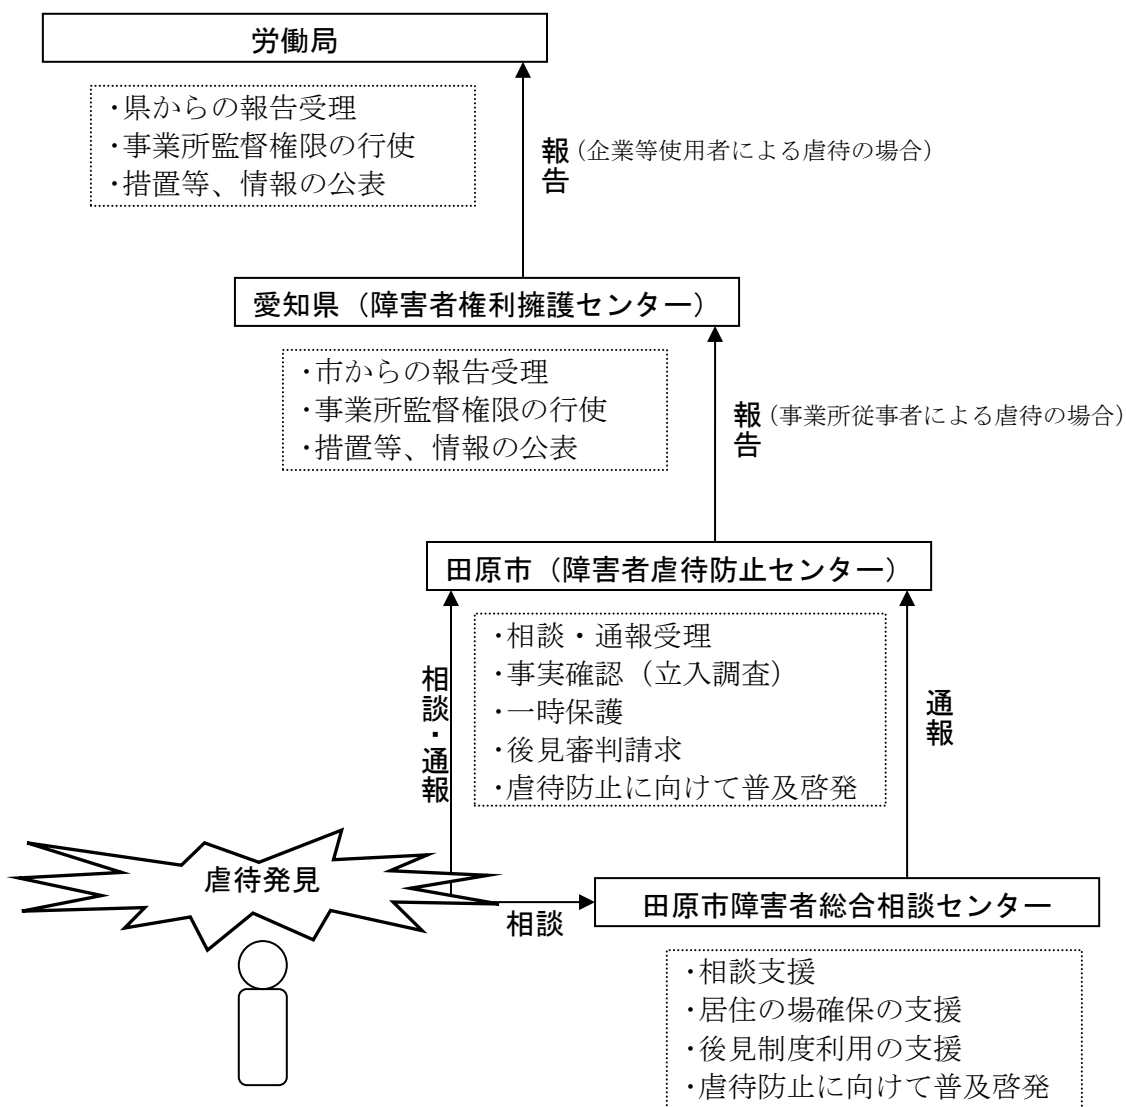 労働局
・県からの報告受理
・事業所監督権限の行使
・措置等、情報の公表
報告
(企業等使用者による虐待の場合)
愛知県(障害者権利擁護センター)
・市からの報告受理
・事業所監督権限の行使
・措置等、情報の公表
報告
(事業所従事者による虐待の場合)
田原市(障害者虐待防止センター)
・相談・通報受理
・事実確認(立入調査)
・一時保護
・後見審判請求
・虐待防止に向けて普及啓発
相談・通報
通報
虐待発見
相談
田原市障害者総合相談センター
・相談支援
・居住の場確保の支援
・後見制度利用の支援
・虐待防止に向けて普及啓発